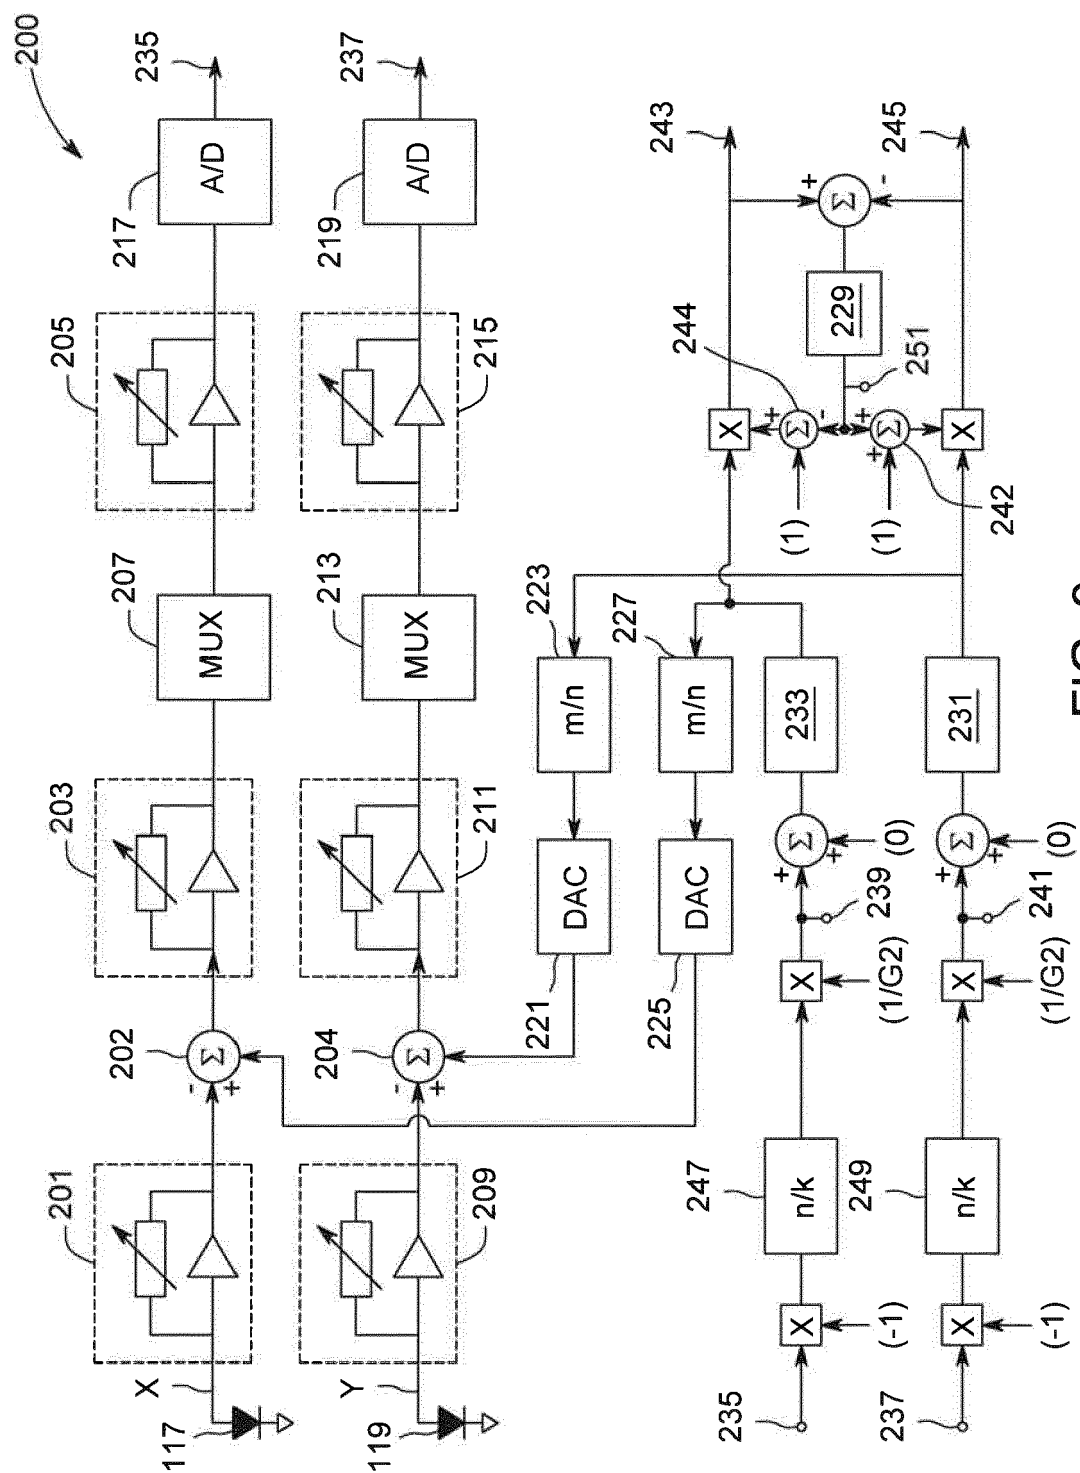 200
201
203
205
X
117
202
-
+
Σ
207
MUX
217
A/D
235
209
211
215
Y
119
204
-
+
Σ
213
MUX
219
A/D
237
221
DAC
223
m/n
225
DAC
227
m/n
243
235
X
(-1)
247
n/k
X
(1/G2)
239
+
Σ
+
(0)
233
X
244
+
Σ
-
(1)
251
229
+
Σ
-
(1)
+
+
Σ
242
237
X
(-1)
249
n/k
X
(1/G2)
241
+
Σ
+
(0)
231
X
245
FIG.